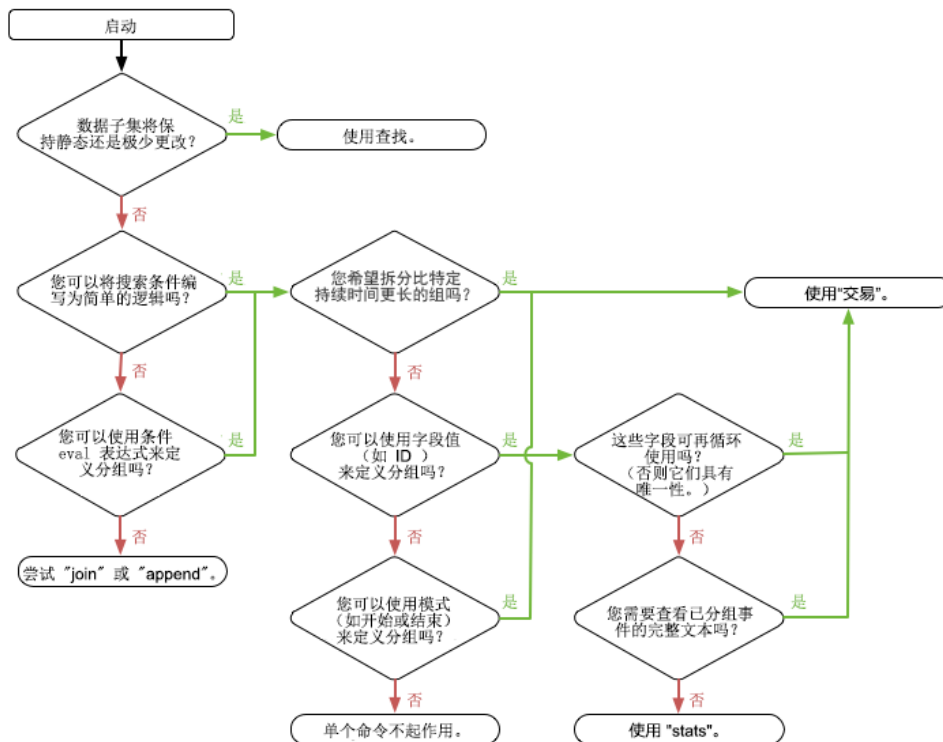 启动
数据子集将保
持静态还是极少更改？
是
使用查找。
否
您可以将搜索条件编
写为简单的逻辑吗？
是
您希望拆分比特定
持续时间更长的组吗？
是
使用“交易”。
否
否
您可以使用条件
eval 表达式来定
义分组吗？
是
您可以使用字段值
（如 ID ）
来定义分组吗？
是
这些字段可再循环
使用吗？
（否则它们具有
唯一性。）
是
否
否
否
尝试 "join" 或 "append"。
您可以使用模式
（如开始或结束）
来定义分组吗？
是
您需要查看已分组事
件的完整文本吗？
是
否
否
单个命令不起作用。
使用 "stats"。